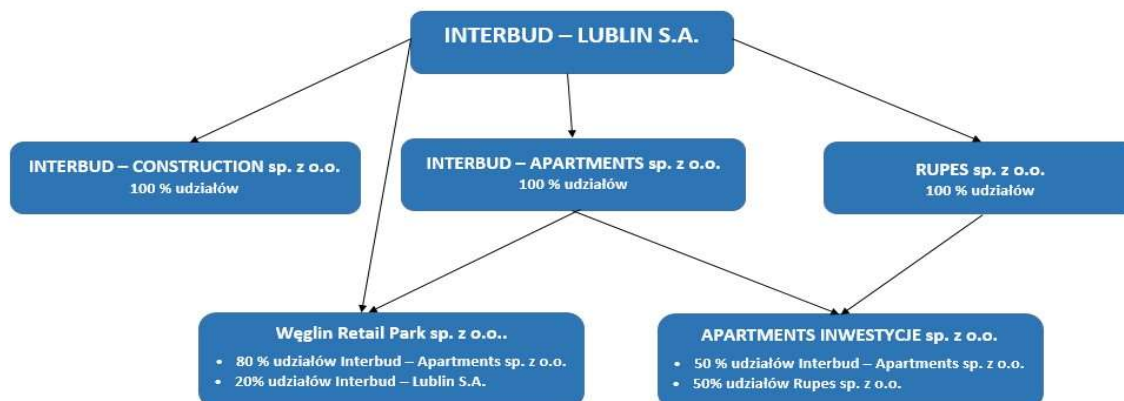 INTERBUD – LUBLIN S.A.
INTERBUD – CONSTRUCTION sp. z o.o.
100 % udziałów
INTERBUD – APARTMENTS sp. z o.o.
100 % udziałów
RUPES sp. z o.o.
100 % udziałów
Węglin Retail Park sp. z o.o..
• 80 % udziałów Interbud – Apartments sp. z o.o.
• 20% udziałów Interbud – Lublin S.A.
APARTMENTS INWESTYCJE sp. z o.o.
• 50 % udziałów Interbud – Apartments sp. z o.o.
• 50% udziałów Rupes sp. z o.o.